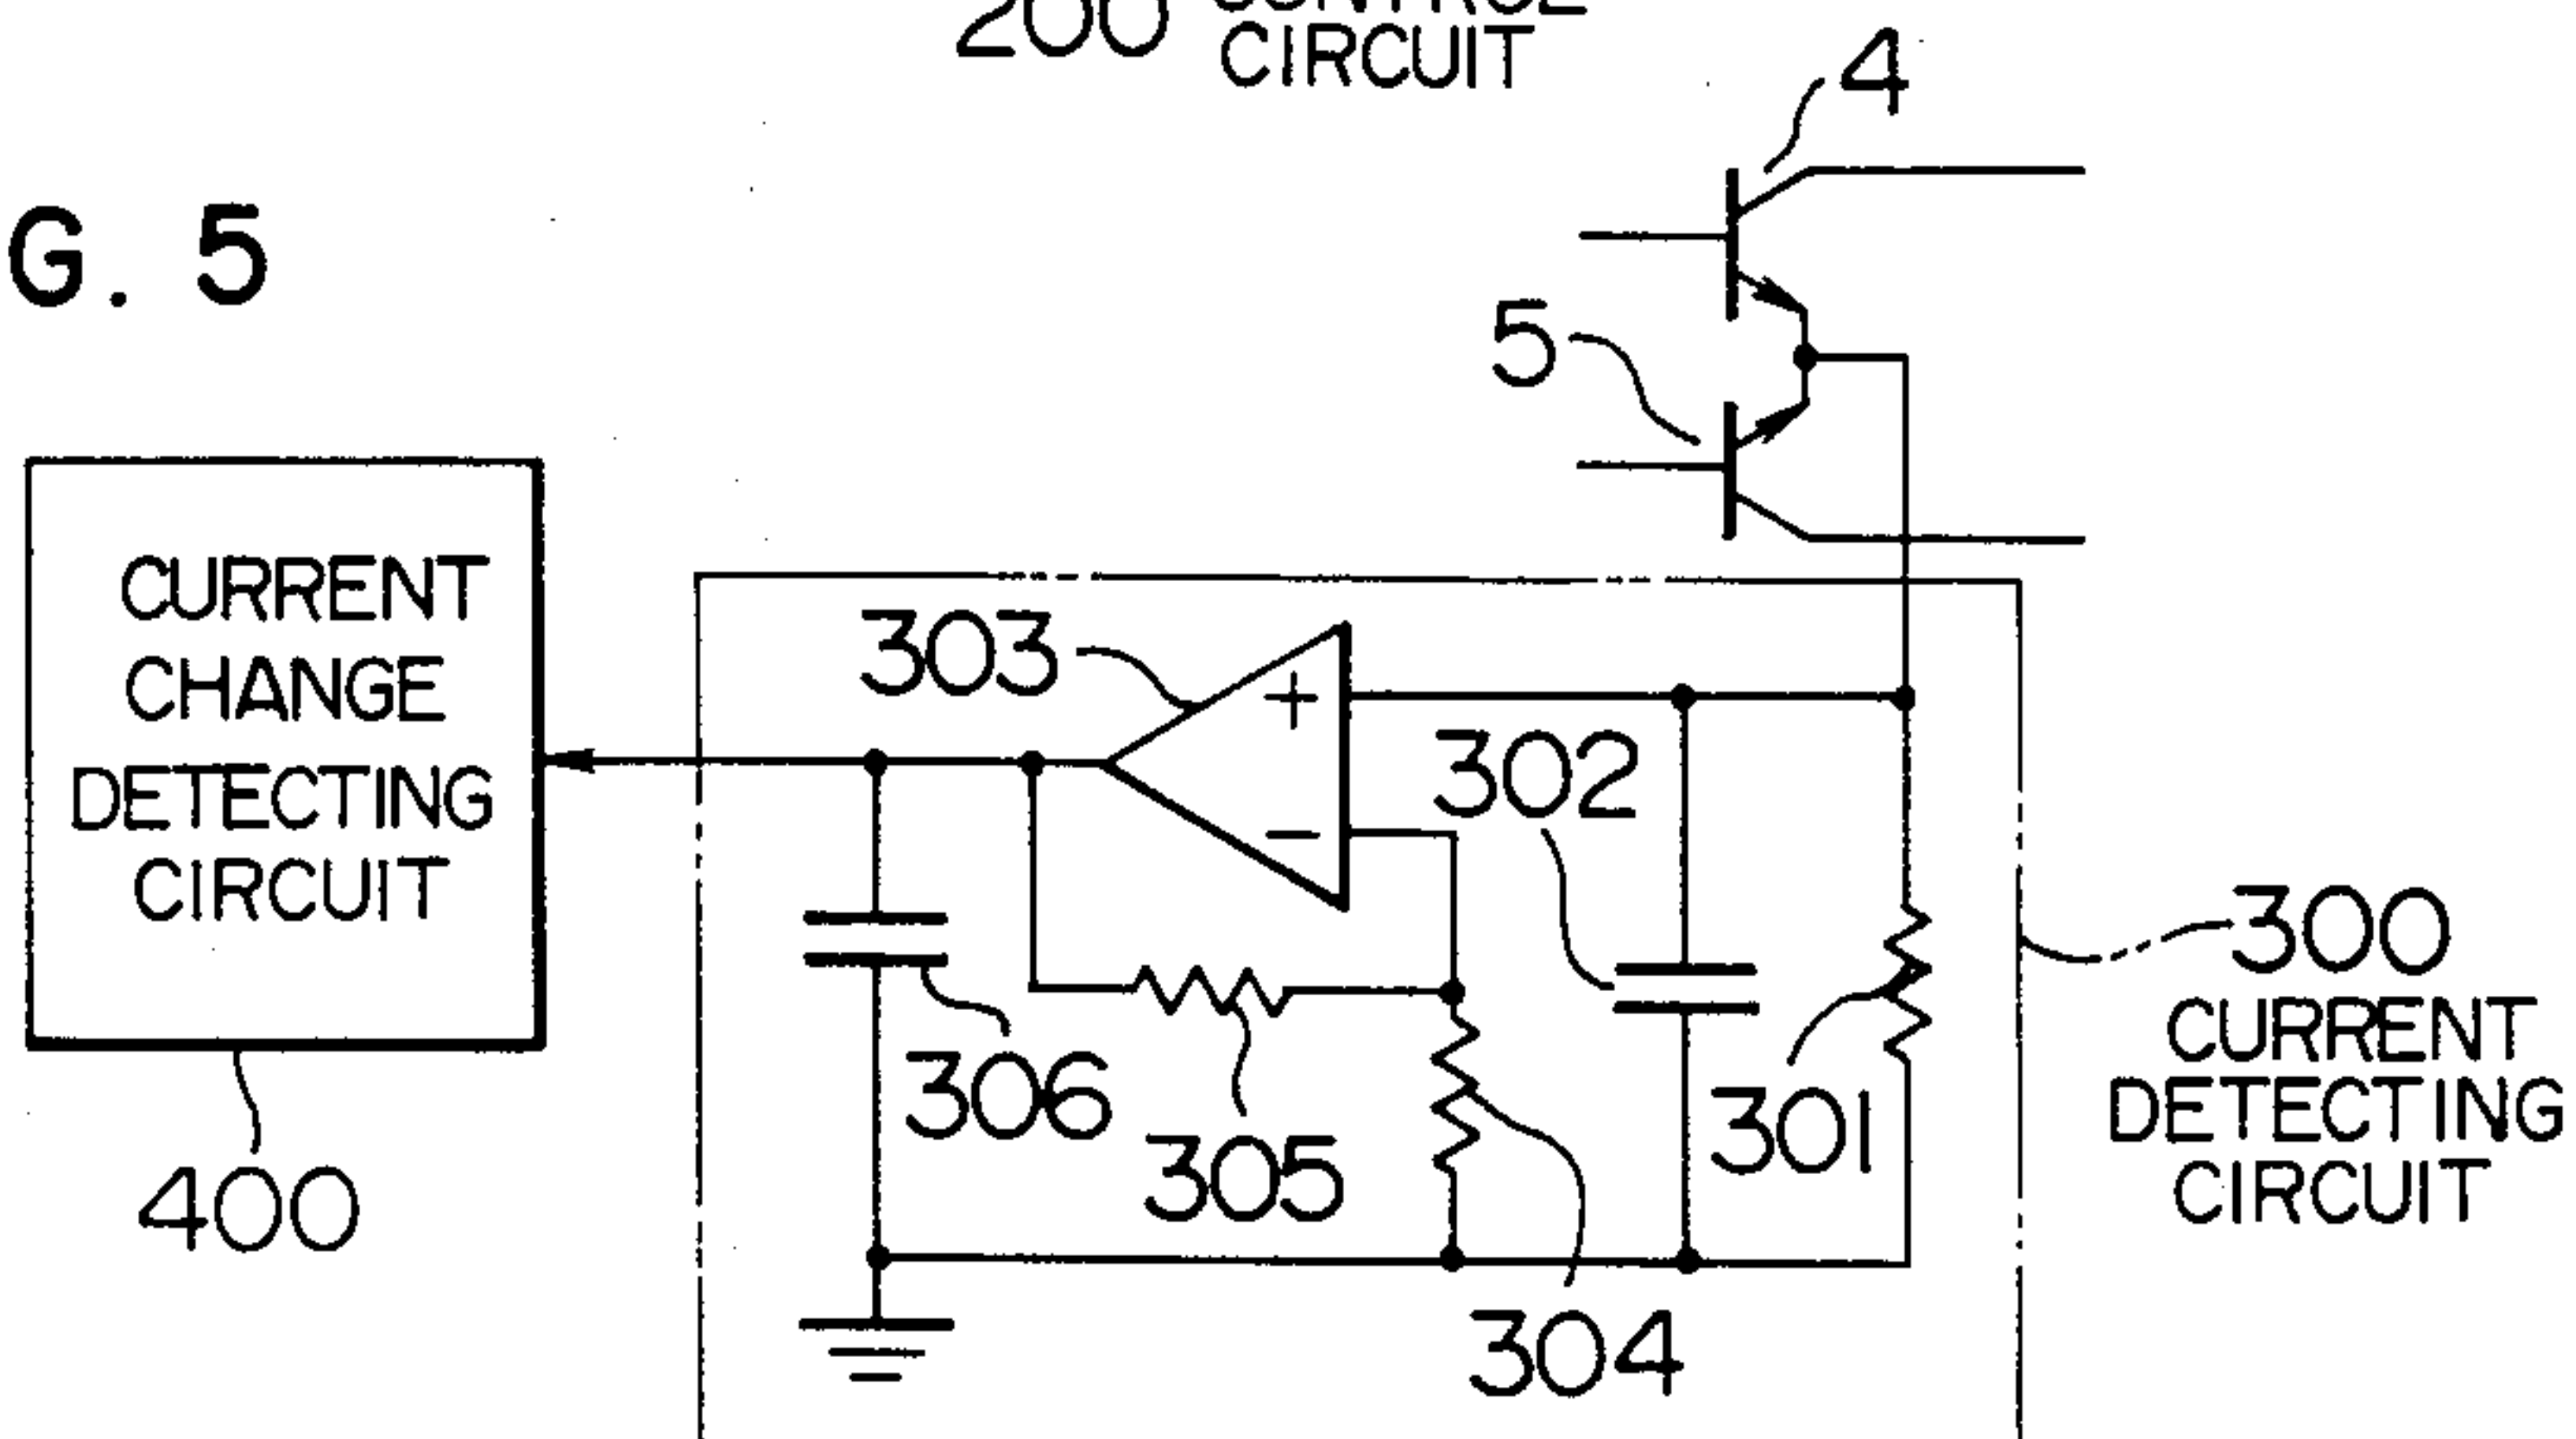 200
CIRCUIT
4
G. 5
5
CURRENT
CHANGE
DETECTING
CIRCUIT
303
+
−
302
300
CURRENT
DETECTING
CIRCUIT
306
305
301
304
400